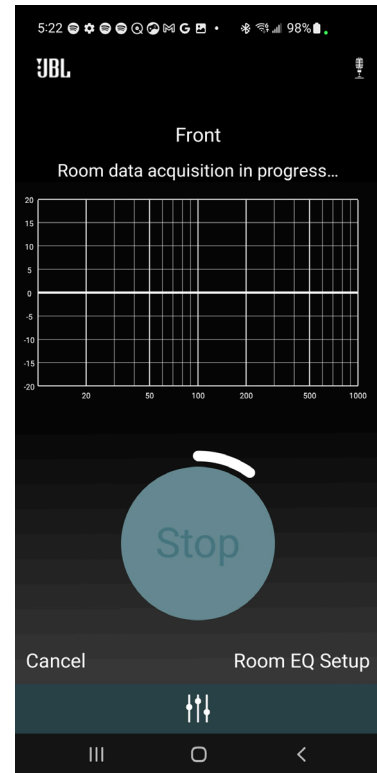 5:22 98%
JBL
Front
Room data acquisition in progress...
20
15
10
5
0
-5
-10
-15
-20
20 50 100 200 500 1000
Stop
Cancel Room EQ Setup